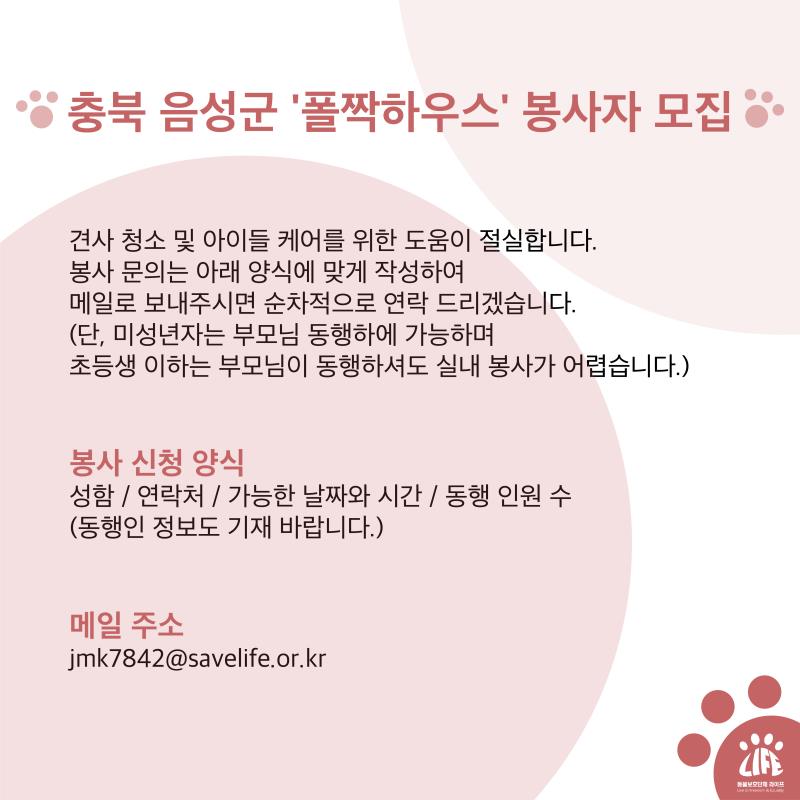 충북 음성군 '폴짝하우스' 봉사자 모집
견사 청소 및 아이들 케어를 위한 도움이 절실합니다.
봉사 문의는 아래 양식에 맞게 작성하여
메일로 보내주시면 순차적으로 연락 드리겠습니다.
(단, 미성년자는 부모님 동행하에 가능하며
초등생 이하는 부모님이 동행하셔도 실내 봉사가 어렵습니다.)
봉사 신청 양식
성함 / 연락처 / 가능한 날짜와 시간 / 동행 인원 수
(동행인 정보도 기재 바랍니다.)
메일 주소
jmk7842@savelife.or.kr
LIFE
동물보호단체 라이프